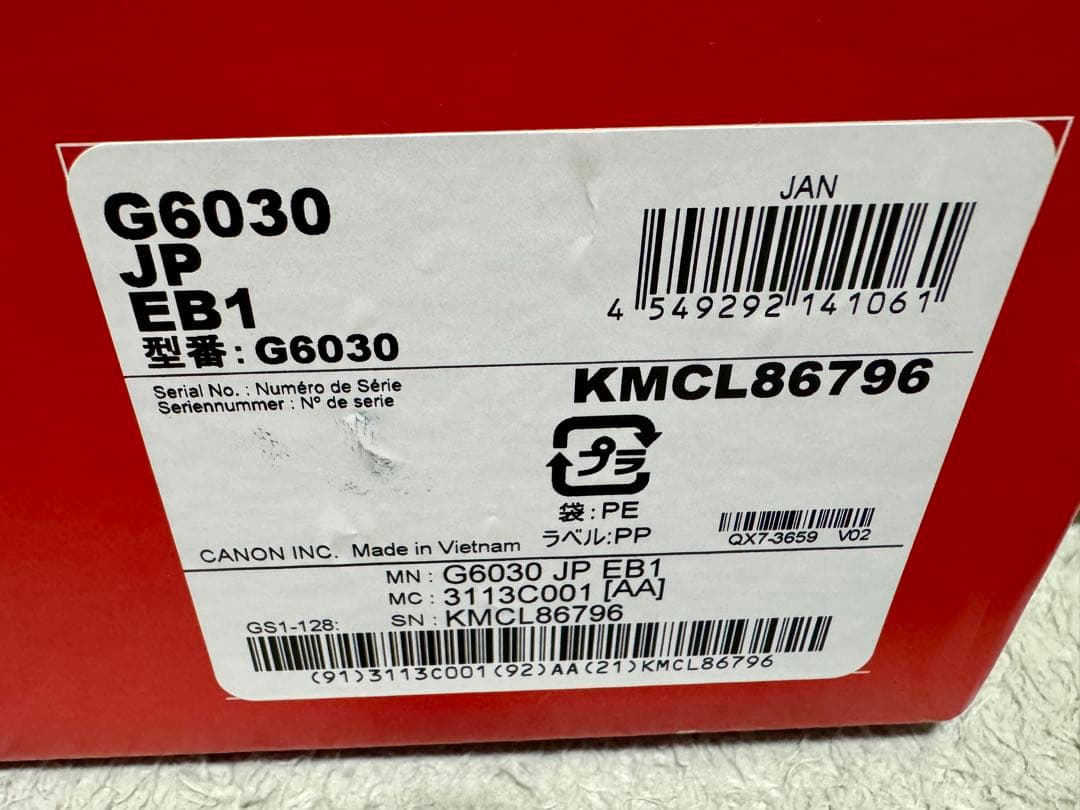 G6030
JP
EB1
型番:G6030
JAN
4 549292 141061
Serial No. : Numéro de Série
Seriennummer : Nº de serie
KMCL86796
プラ
袋:PE
ラベル:PP
QX7-3659 V02
CANON INC. Made in Vietnam
MN : G6030 JP EB1
MC : 3113C001 [AA]
SN : KMCL86796
GS1-128:
(91)3113C001(92)AA(21)KMCL86796